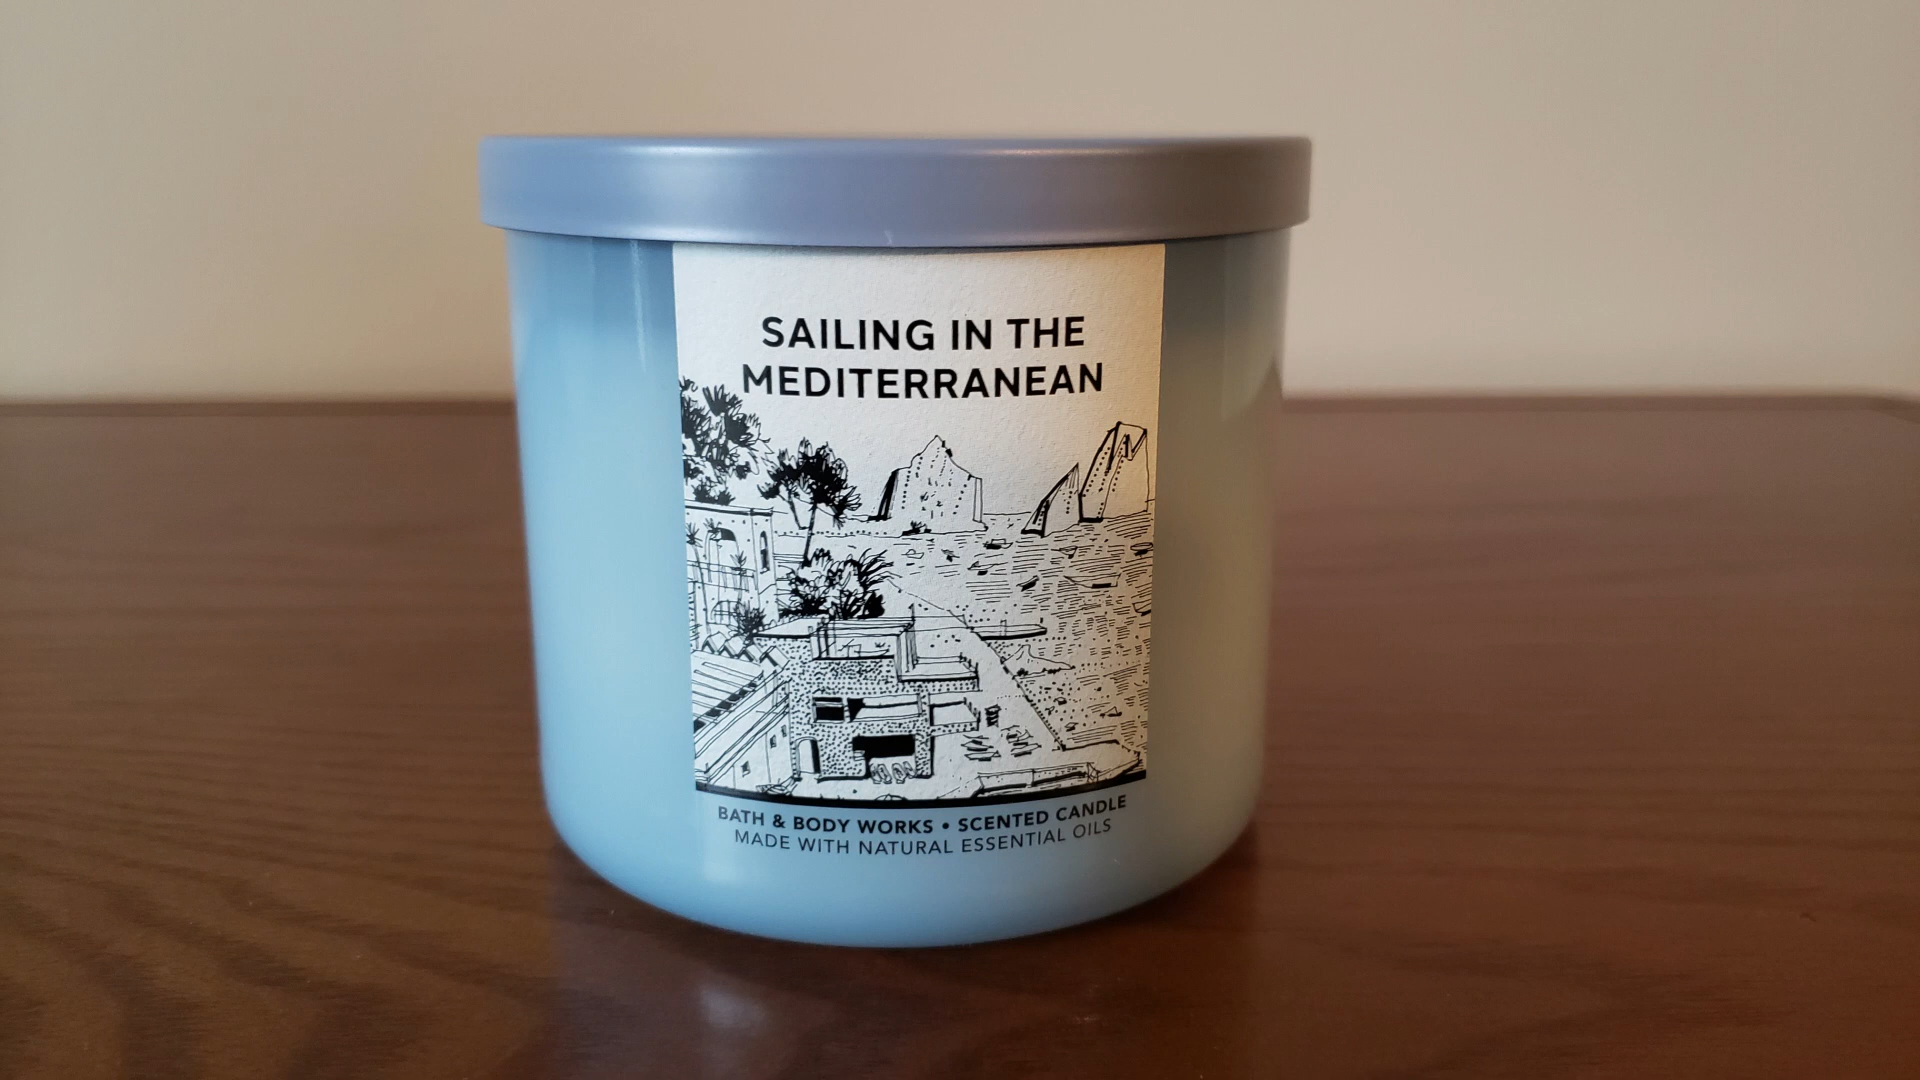 SAILING IN THE
MEDITERRANEAN
BATH & BODY WORKS • SCENTED CANDLE
MADE WITH NATURAL ESSENTIAL OILS